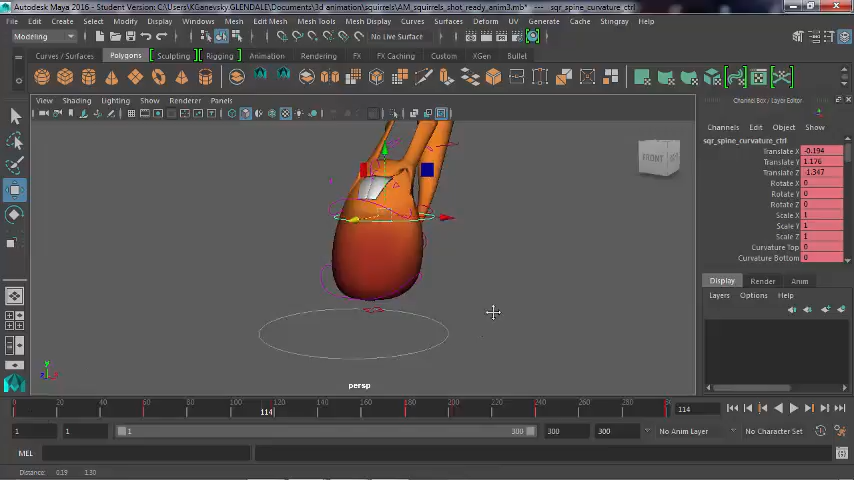 Autodesk Maya 2016 - Student Version: C:\Users\KGanevsky.GLENDALE\Documents\3d animation\squirrels\AM_squirrels_shot_ready_anim3.mb* --- sqr_spine_curvature_ctrl
File Edit Create Select Modify Display Windows Mesh Edit Mesh Mesh Tools Mesh Display Curves Surfaces Deform UV Generate Cache Stingray Help
Modeling No Live Surface
Curves / Surfaces Polygons Sculpting Rigging Animation Rendering FX FX Caching Custom XGen Bullet
View Shading Lighting Show Renderer Panels
Channel Box / Layer Editor
Channels Edit Object Show
sqr_spine_curvature_ctrl
Translate X -0.194
Translate Y 1.176
Translate Z -1.347
Rotate X 0
Rotate Y 0
Rotate Z 0
Scale X 1
Scale Y 1
Scale Z 1
Curvature Top 0
Curvature Bottom 0
FRONT
Display Render Anim
Layers Options Help
persp
20 40 60 80 100 114 120 140 160 180 200 220 240 260 280 114
1 1 1 300 300 300 No Anim Layer No Character Set
MEL
Distance: 0.19 1.30